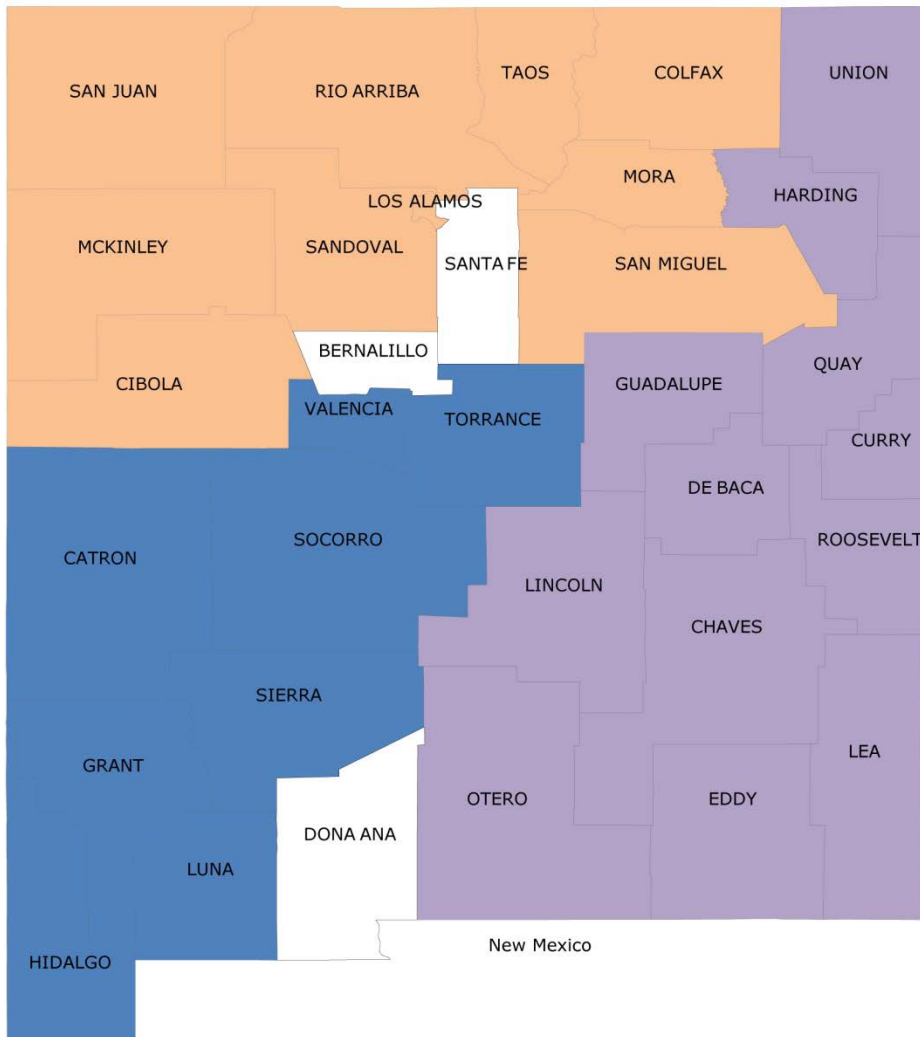 SAN JUAN
RIO ARRIBA
TAOS
COLFAX
UNION
MORA
HARDING
LOS ALAMOS
MCKINLEY
SANDOVAL
SANTA FE
SAN MIGUEL
BERNALILLO
QUAY
CIBOLA
GUADALUPE
VALENCIA
TORRANCE
CURRY
DE BACA
CATRON
SOCORRO
ROOSEVELT
LINCOLN
CHAVES
SIERRA
GRANT
LEA
OTERO
EDDY
DONA ANA
LUNA
New Mexico
HIDALGO